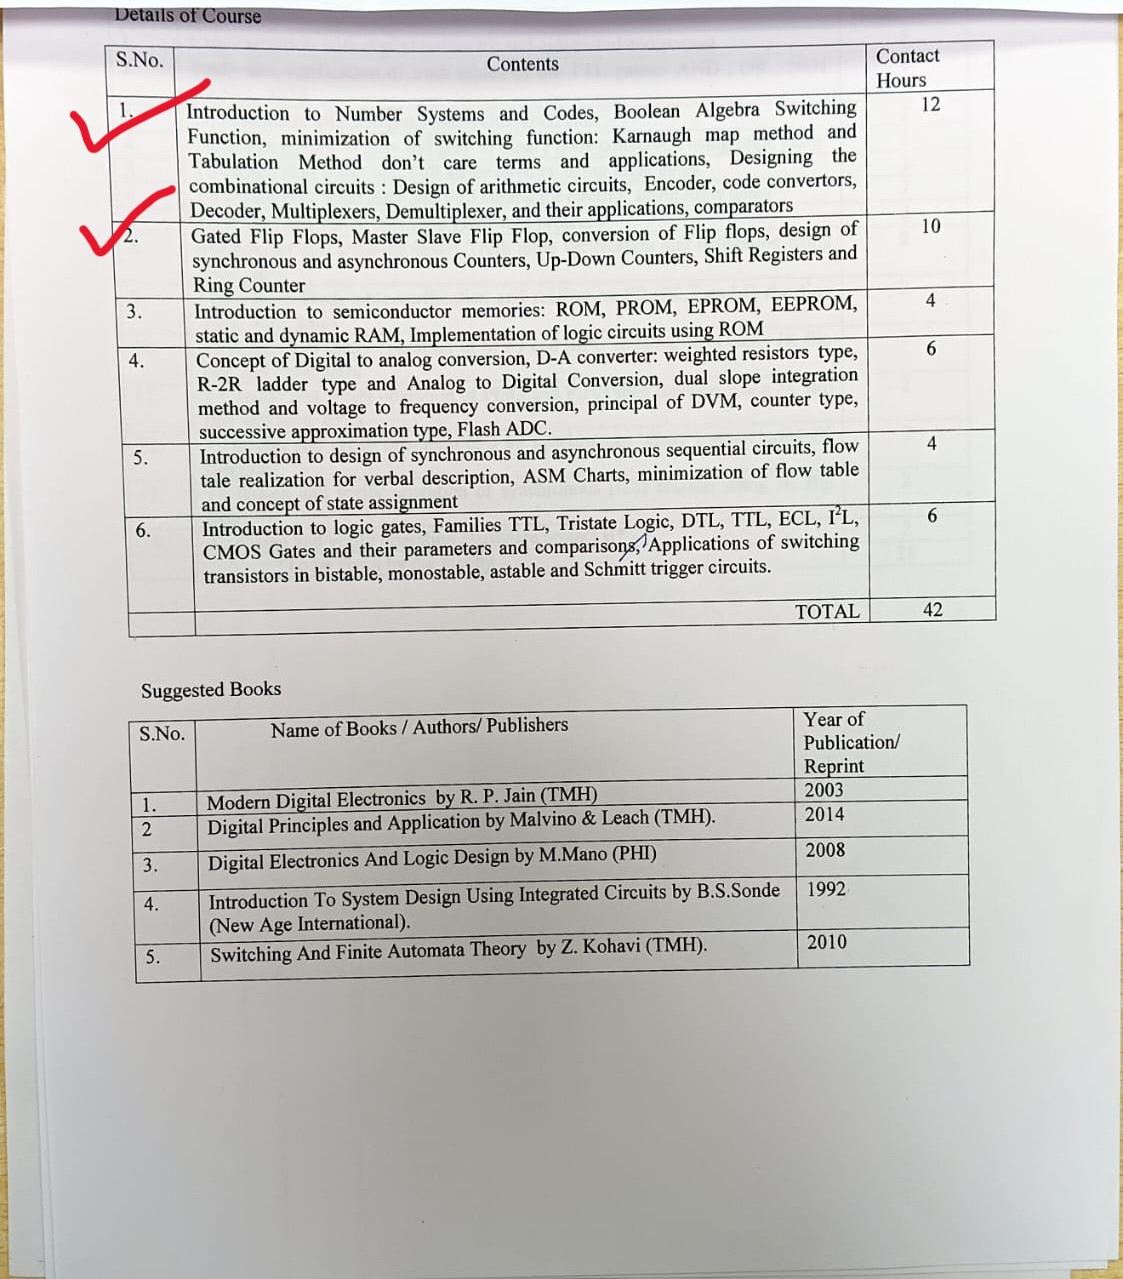 Details of Course
S.No. Contents Contact
Hours
1. Introduction to Number Systems and Codes, Boolean Algebra Switching 12
Function, minimization of switching function: Karnaugh map method and
Tabulation Method don't care terms and applications, Designing the
combinational circuits : Design of arithmetic circuits, Encoder, code convertors,
Decoder, Multiplexers, Demultiplexer, and their applications, comparators
2. Gated Flip Flops, Master Slave Flip Flop, conversion of Flip flops, design of 10
synchronous and asynchronous Counters, Up-Down Counters, Shift Registers and
Ring Counter
3. Introduction to semiconductor memories: ROM, PROM, EPROM, EEPROM, 4
static and dynamic RAM, Implementation of logic circuits using ROM
4. Concept of Digital to analog conversion, D-A converter: weighted resistors type, 6
R-2R ladder type and Analog to Digital Conversion, dual slope integration
method and voltage to frequency conversion, principal of DVM, counter type,
successive approximation type, Flash ADC.
5. Introduction to design of synchronous and asynchronous sequential circuits, flow 4
tale realization for verbal description, ASM Charts, minimization of flow table
and concept of state assignment
6. Introduction to logic gates, Families TTL, Tristate Logic, DTL, TTL, ECL, I²L, 6
CMOS Gates and their parameters and comparisons, Applications of switching
transistors in bistable, monostable, astable and Schmitt trigger circuits.
TOTAL 42
Suggested Books
S.No. Name of Books / Authors/ Publishers Year of
Publication/
Reprint
1. Modern Digital Electronics by R. P. Jain (TMH) 2003
2 Digital Principles and Application by Malvino & Leach (TMH). 2014
3. Digital Electronics And Logic Design by M.Mano (PHI) 2008
4. Introduction To System Design Using Integrated Circuits by B.S.Sonde 1992
(New Age International).
5. Switching And Finite Automata Theory by Z. Kohavi (TMH). 2010